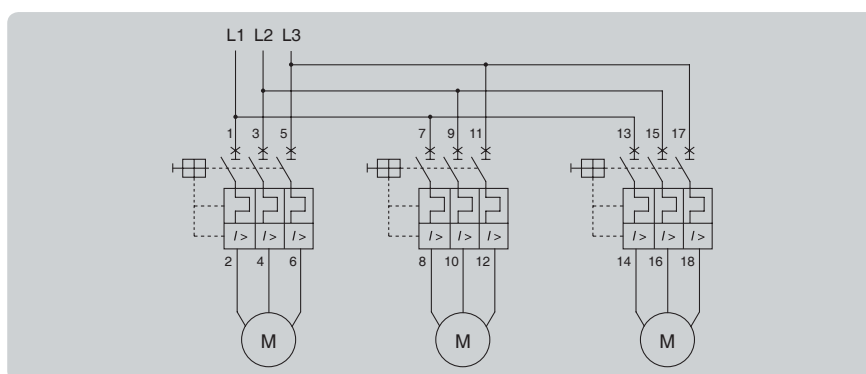 L1 L2 L3
1 3 5 7 9 11 13 15 17
I > I > I > I > I > I > I > I > I >
2 4 6 8 10 12 14 16 18
M M M